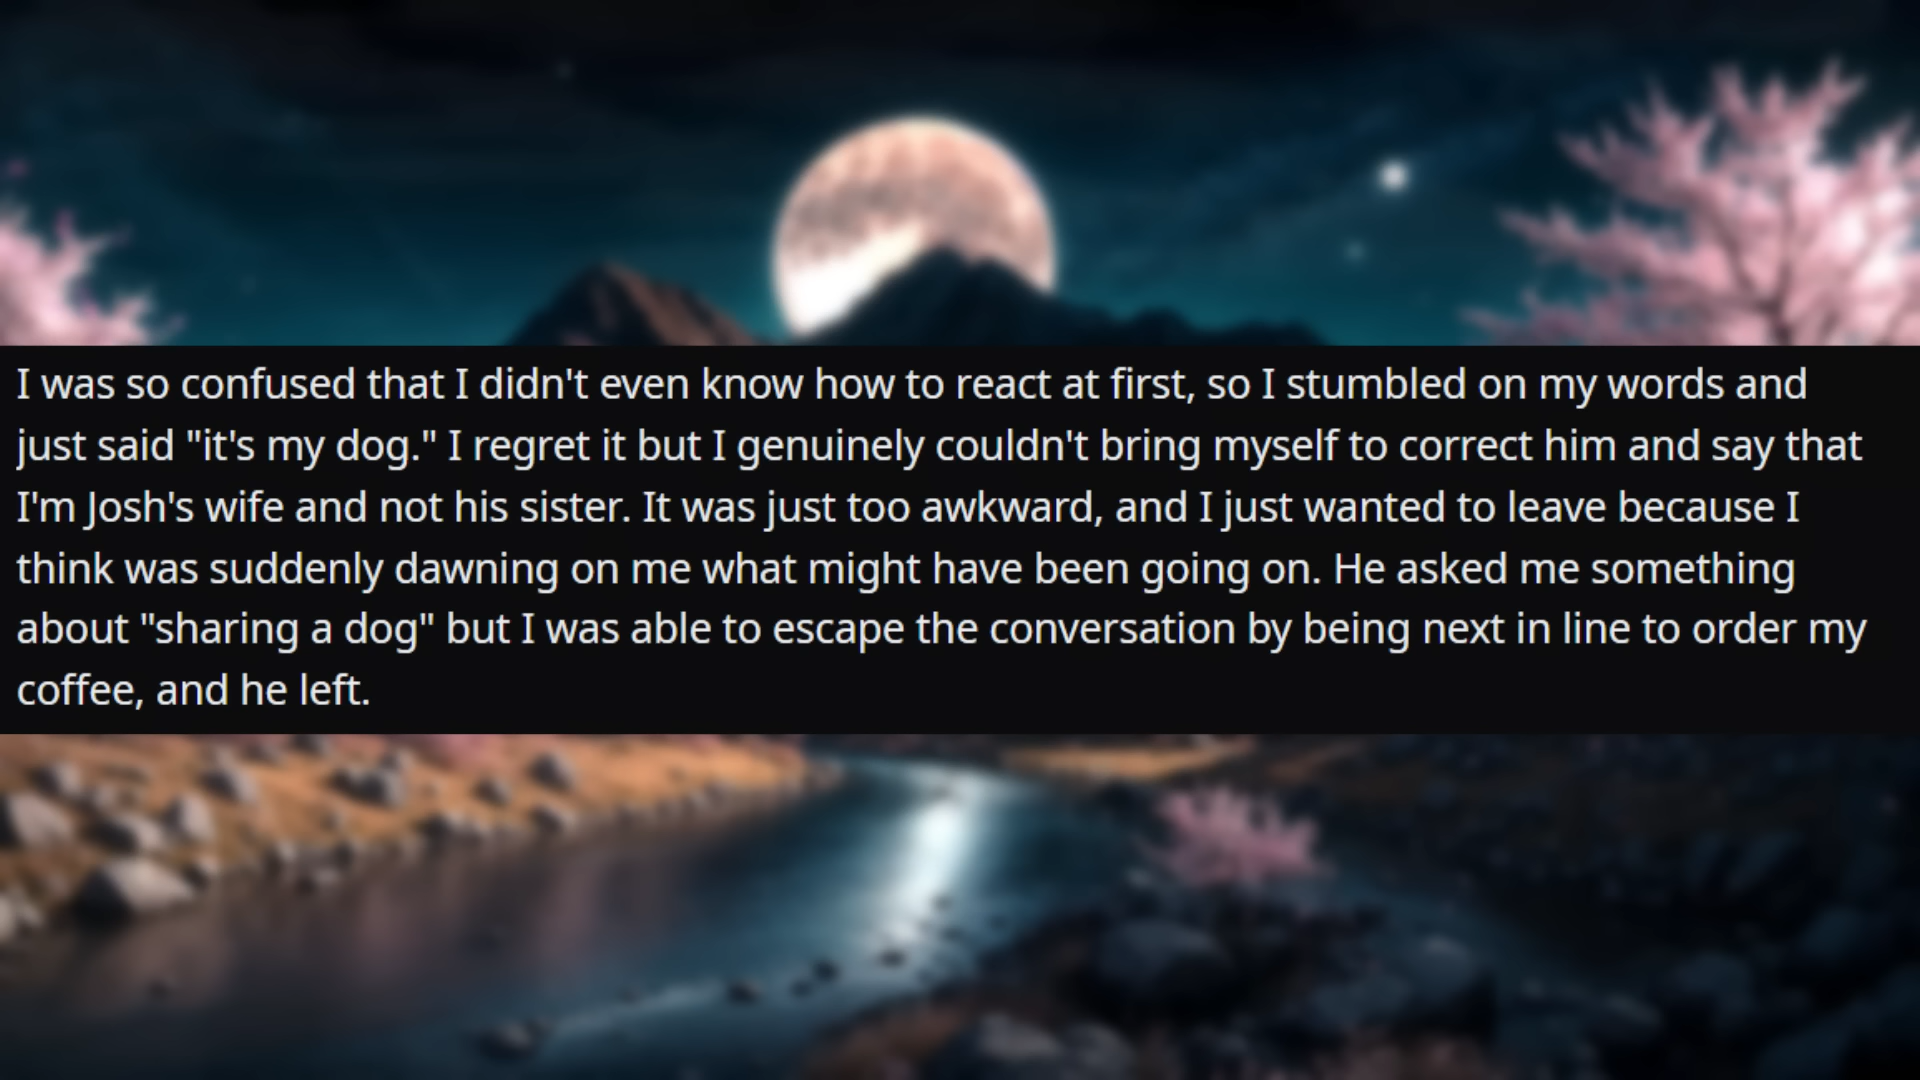 I was so confused that I didn't even know how to react at first, so I stumbled on my words and
just said "it's my dog." I regret it but I genuinely couldn't bring myself to correct him and say that
I'm Josh's wife and not his sister. It was just too awkward, and I just wanted to leave because I
think was suddenly dawning on me what might have been going on. He asked me something
about "sharing a dog" but I was able to escape the conversation by being next in line to order my
coffee, and he left.